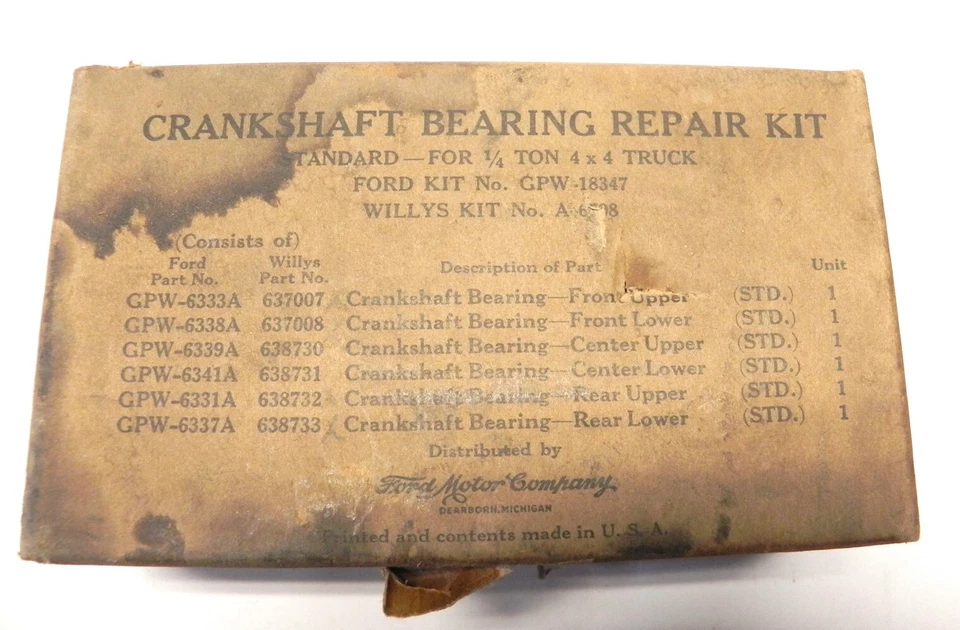 CRANKSHAFT BEARING REPAIR KIT
STANDARD—FOR 1/4 TON 4 x 4 TRUCK
FORD KIT No. GPW-18347
WILLYS KIT No.
(Consists of)
Ford Willys
Part No. Part No. Description of Part Unit
GPW-6333A 637007 Crankshaft Bearing—Front Upper (STD.) 1
GPW-6338A 637008 Crankshaft Bearing—Front Lower (STD.) 1
GPW-6339A 638730 Crankshaft Bearing—Center Upper (STD.) 1
GPW-6341A 638731 Crankshaft Bearing—Center Lower (STD.) 1
GPW-6331A 638732 Crankshaft Bearing—Rear Upper (STD.) 1
GPW-6337A 638733 Crankshaft Bearing—Rear Lower (STD.) 1
Distributed by
Ford Motor Company
DEARBORN, MICHIGAN
Printed and contents made in U. S. A.